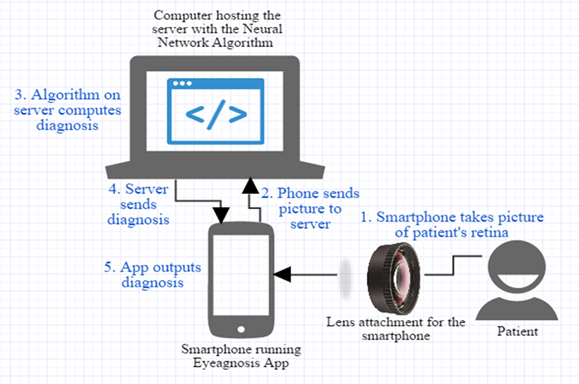 Computer hosting the
server with the Neural
Network Algorithm
3. Algorithm on
server computes
diagnosis
</>
4. Server
sends
diagnosis
2. Phone sends
picture to
server
1. Smartphone takes picture
of patient's retina
5. App outputs
diagnosis
Lens attachment for the
smartphone
Patient
Smartphone running
Eyeagnosis App